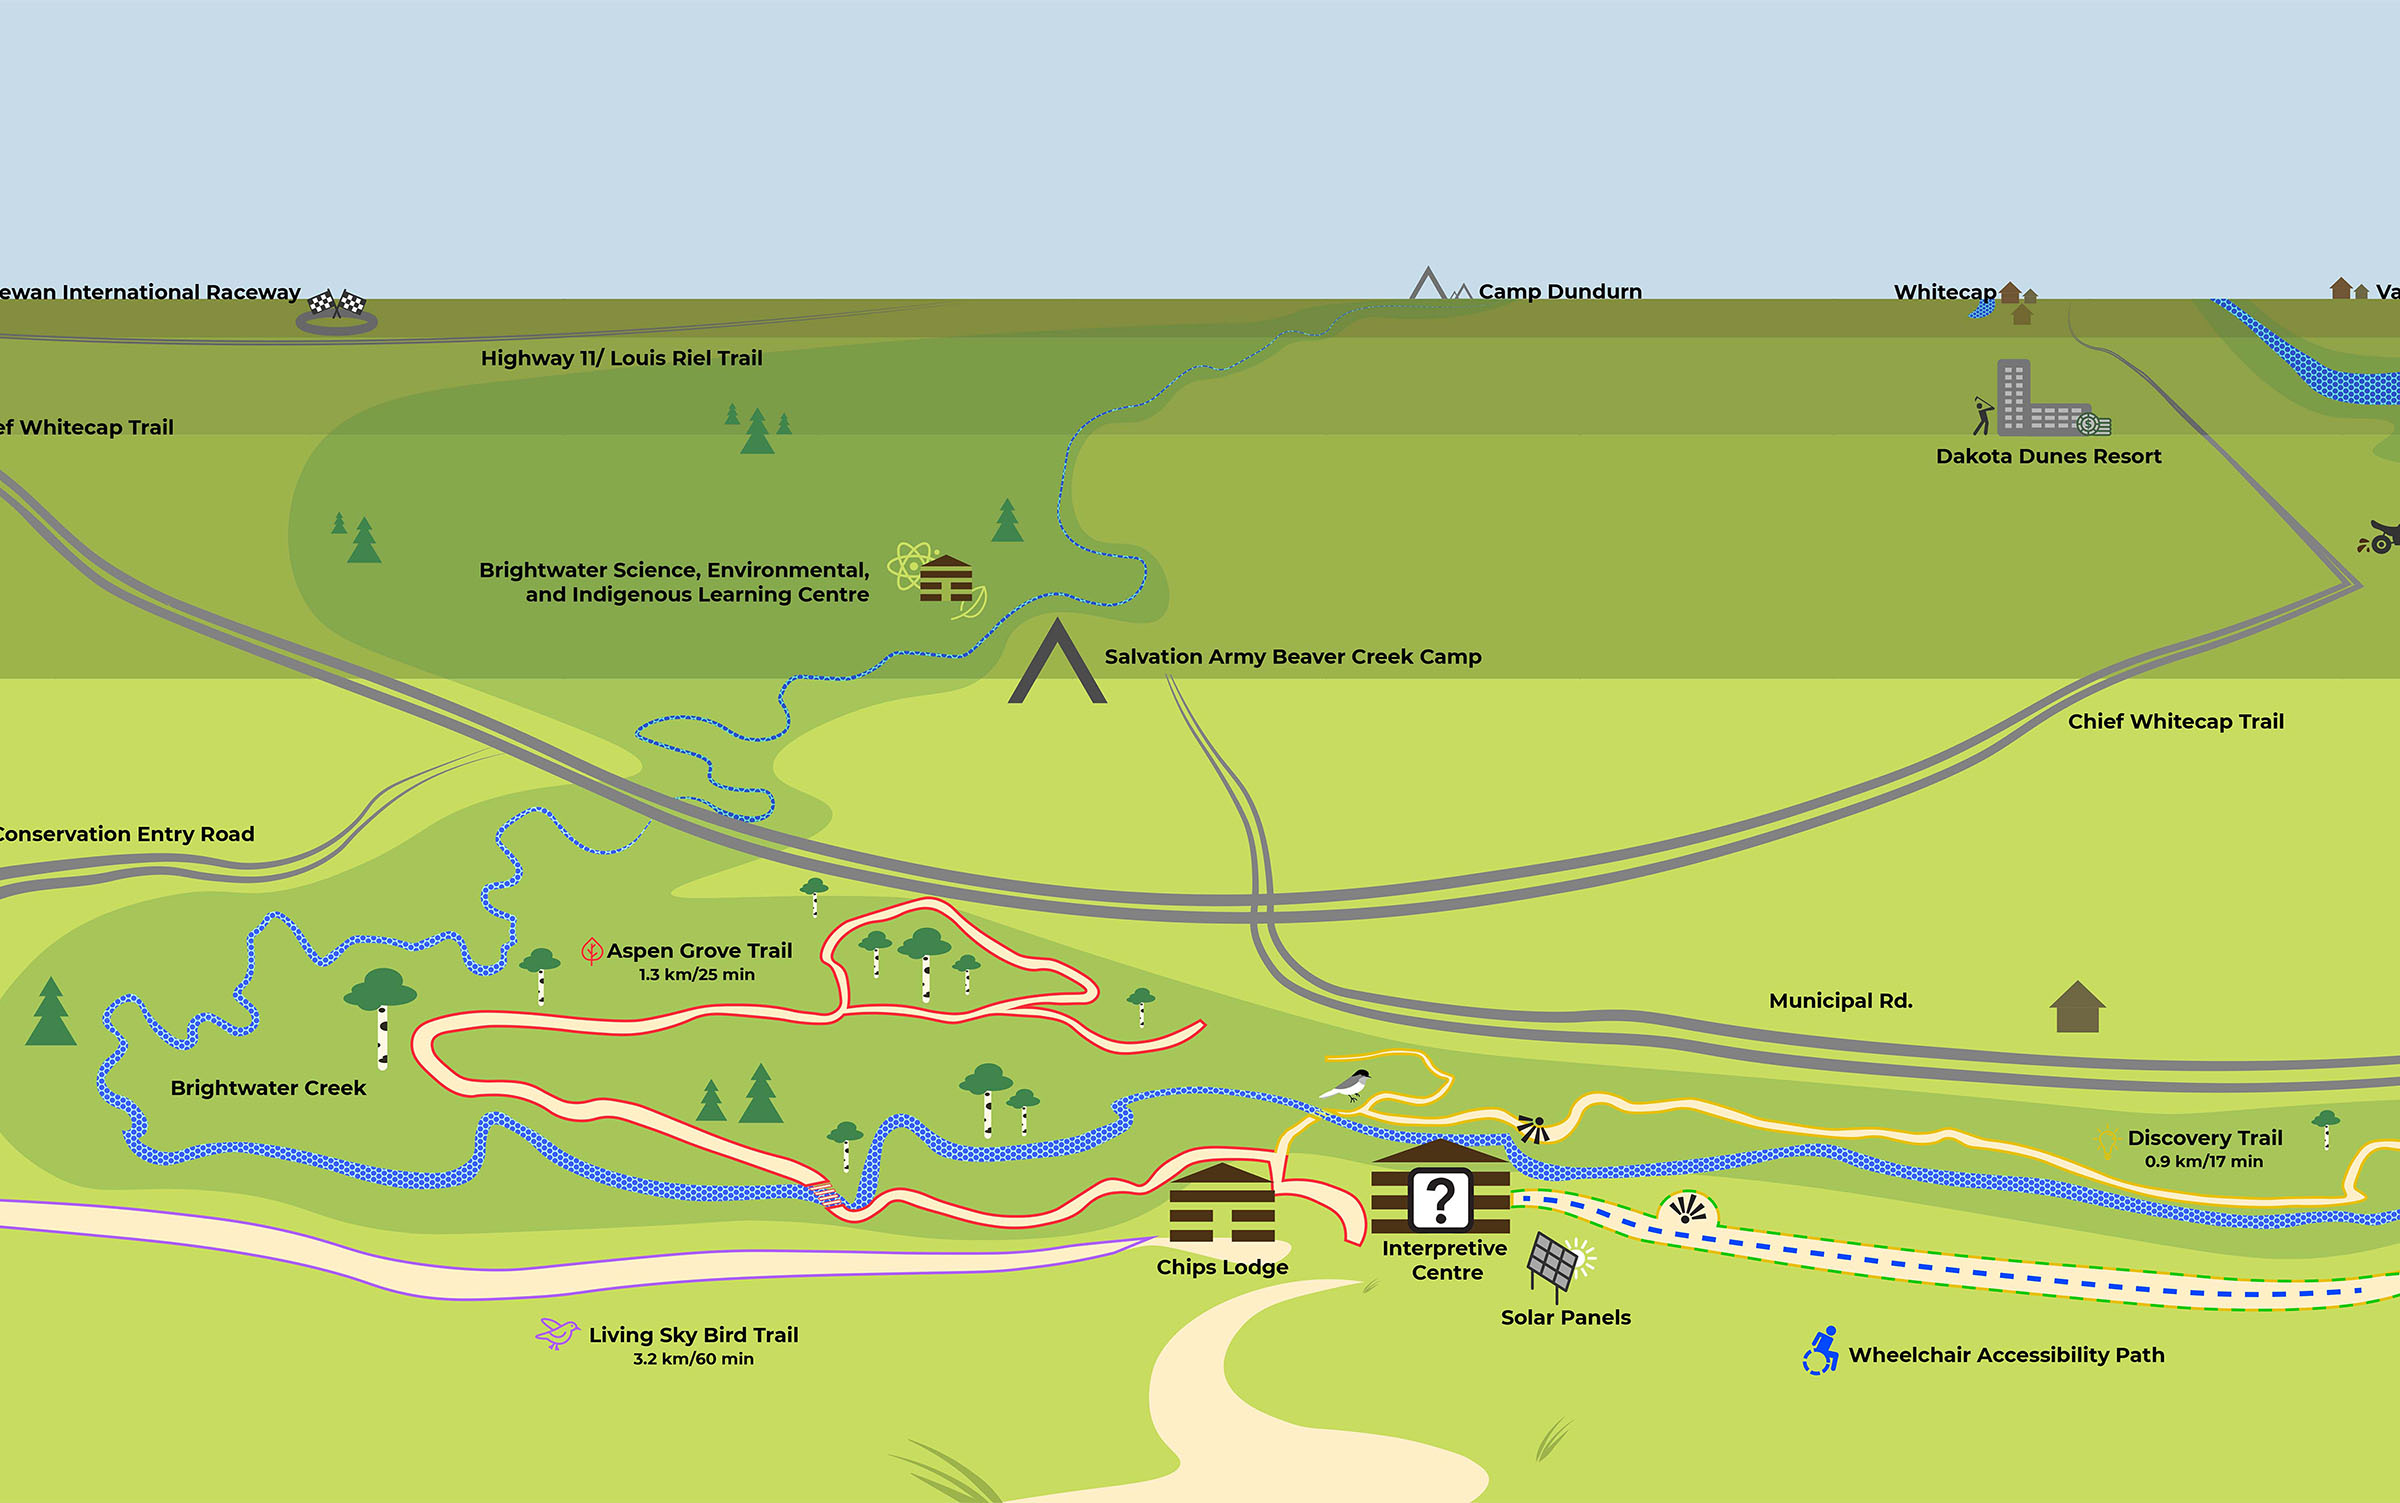 ewan International Raceway
Camp Dundurn
Whitecap
Va
Highway 11/ Louis Riel Trail
ef Whitecap Trail
Dakota Dunes Resort
Brightwater Science, Environmental,
and Indigenous Learning Centre
Salvation Army Beaver Creek Camp
Chief Whitecap Trail
Conservation Entry Road
Aspen Grove Trail
1.3 km/25 min
Municipal Rd.
Brightwater Creek
Discovery Trail
0.9 km/17 min
?
Interpretive
Centre
Chips Lodge
Solar Panels
Living Sky Bird Trail
3.2 km/60 min
Wheelchair Accessibility Path